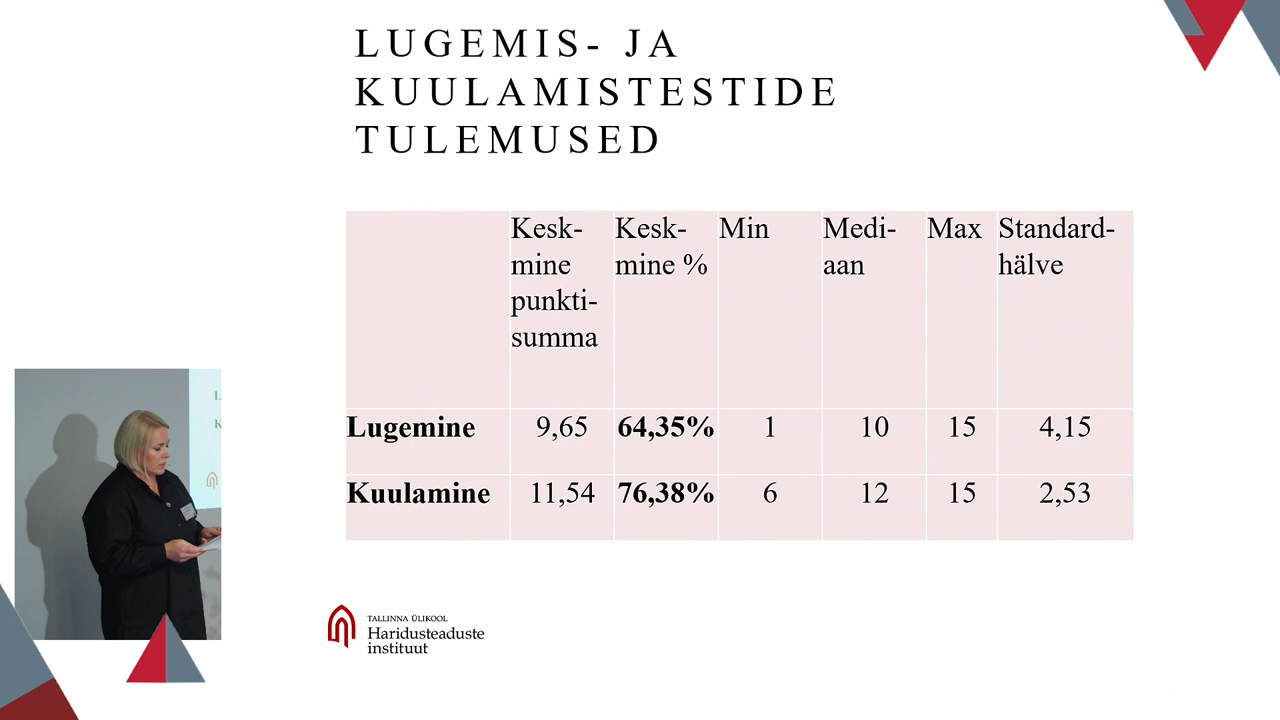 LUGEMIS- JA
KUULAMISTESTIDE
TULEMUSED
Kesk-
mine
punkti-
summa
Kesk-
mine %
Min
Medi-
aan
Max
Standard-
hälve
Lugemine 9,65 64,35% 1 10 15 4,15
Kuulamine 11,54 76,38% 6 12 15 2,53
TALLINNA ÜLIKOOL
Haridusteaduste
instituut
L
K